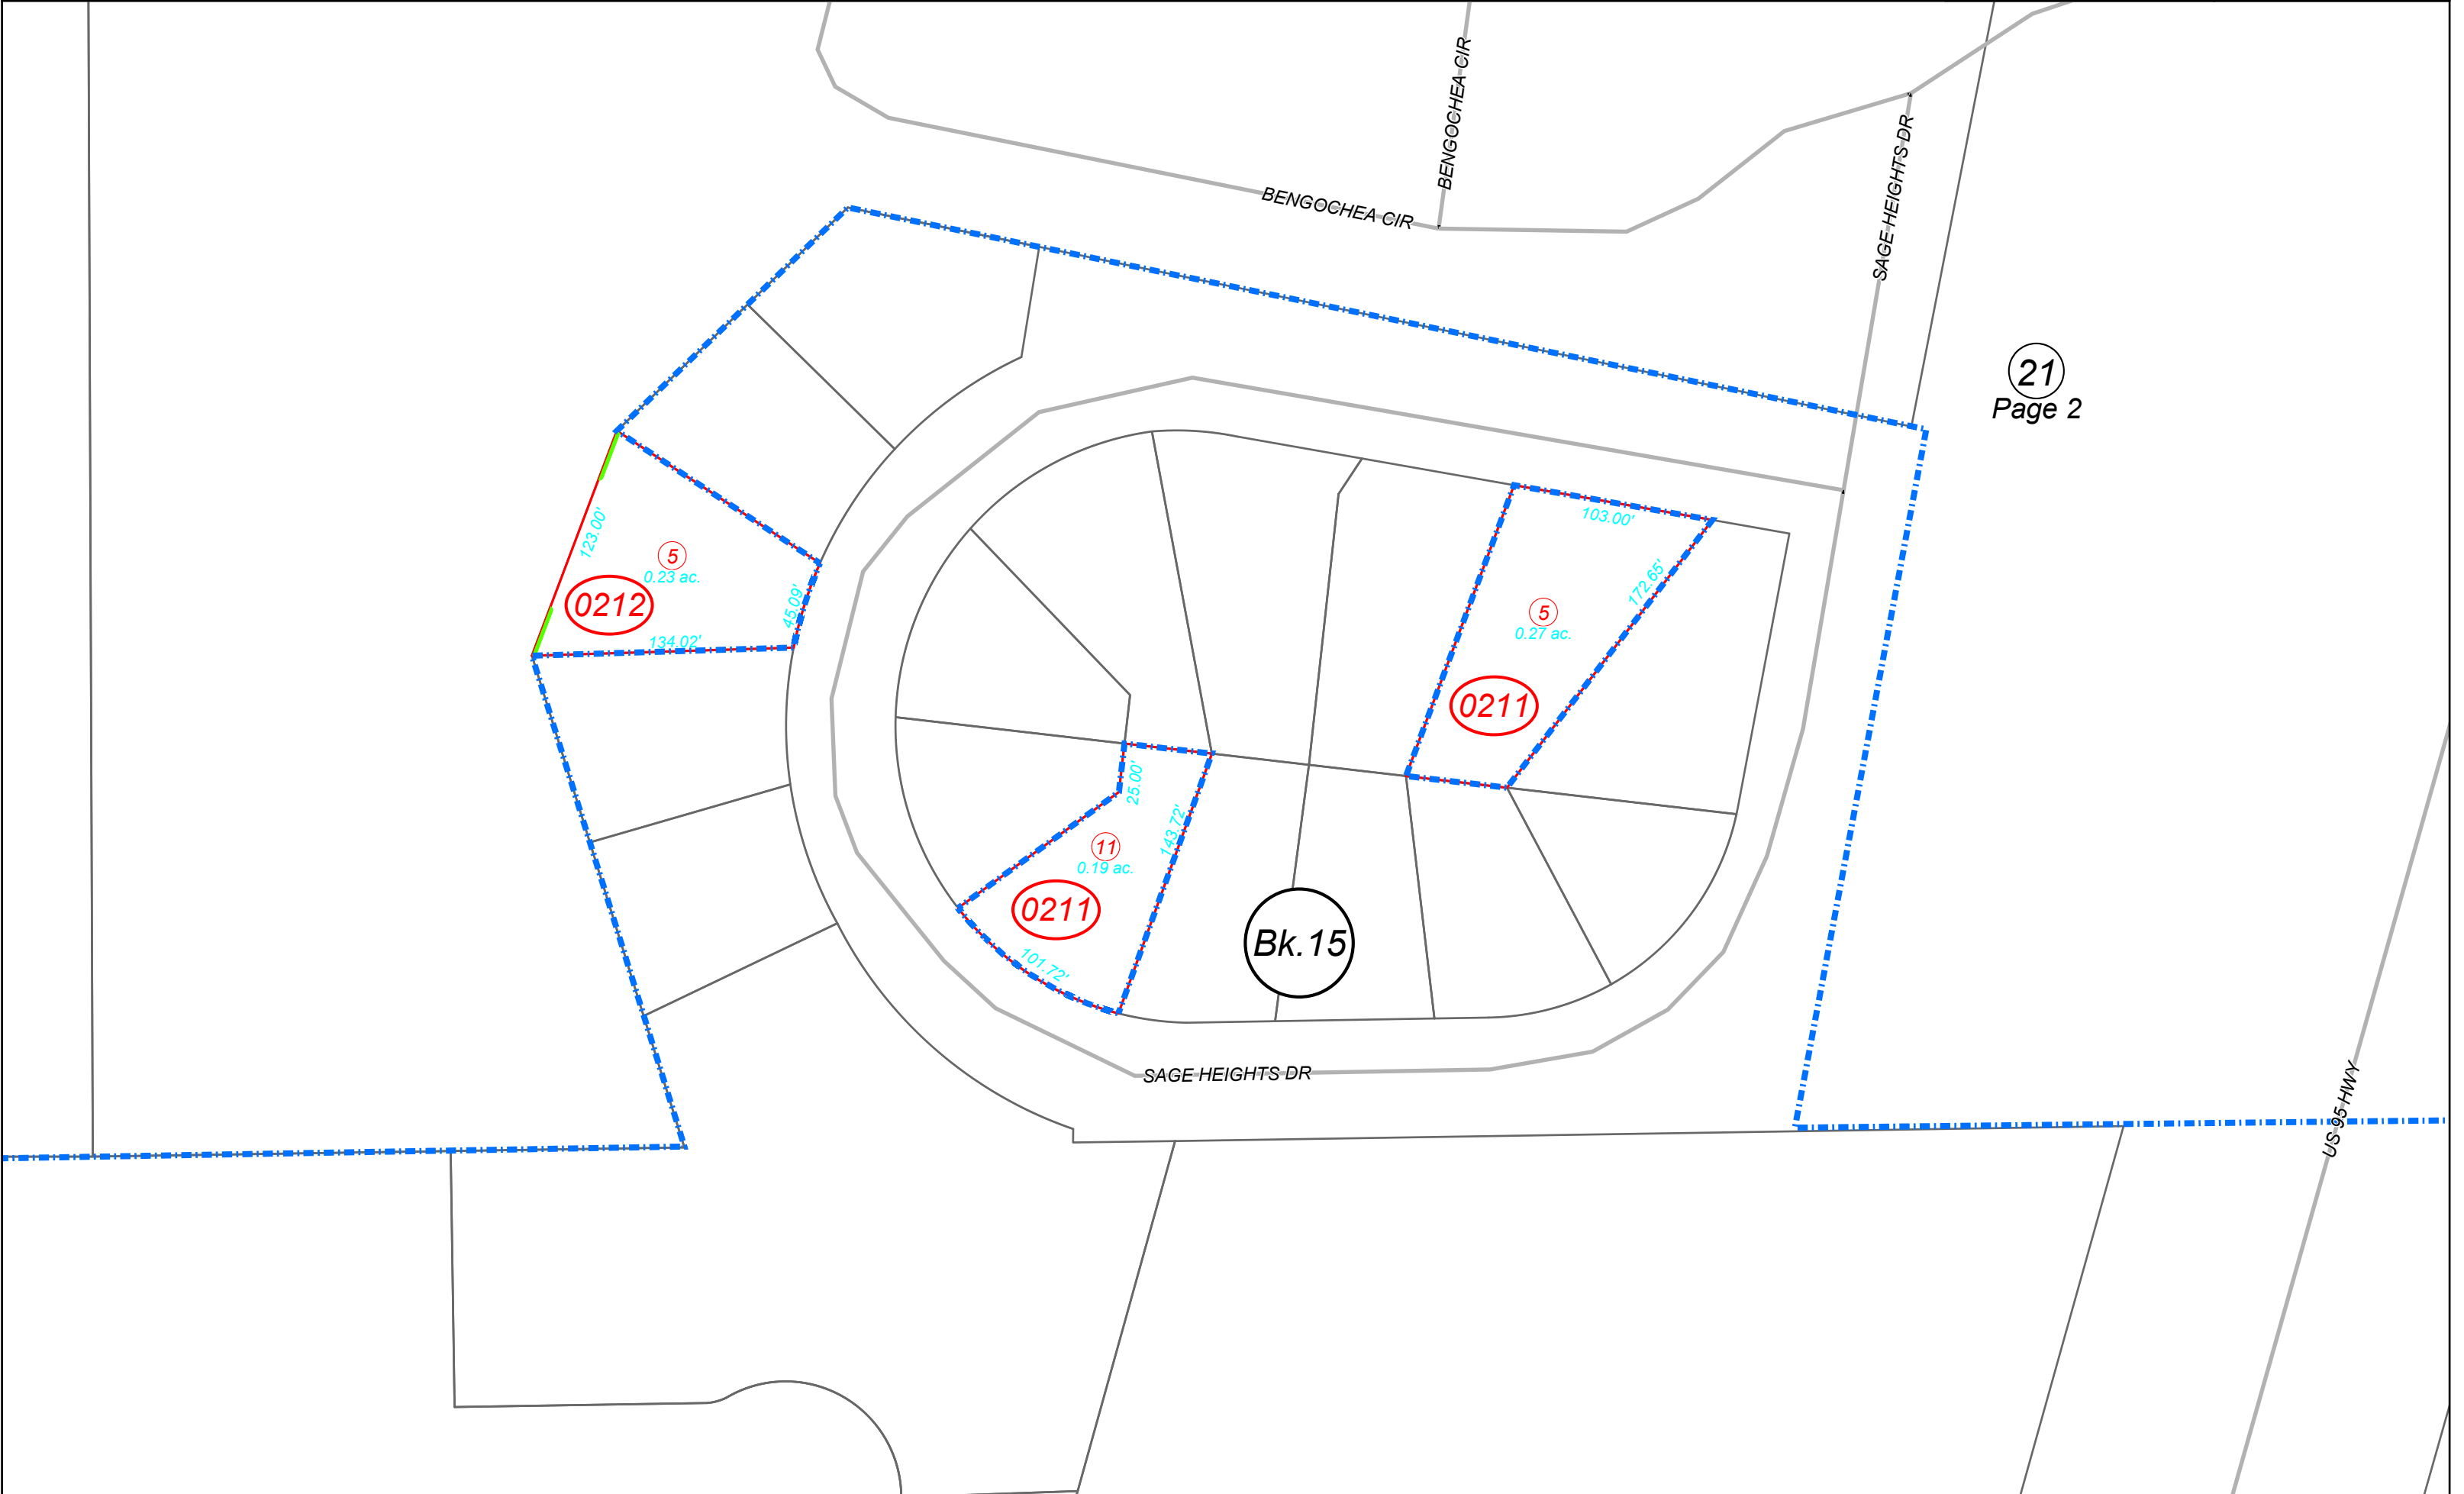 BENGOCHEA CIR
BENGOCHEA CIR
SAGE HEIGHTS DR
21
Page 2
123.00'
5
0.23 ac.
0212
45.09'
134.02'
103.00'
172.65'
5
0.27 ac.
0211
25.00'
143.72'
11
0.19 ac.
0211
101.72'
Bk.15
SAGE HEIGHTS DR
US 95 HWY